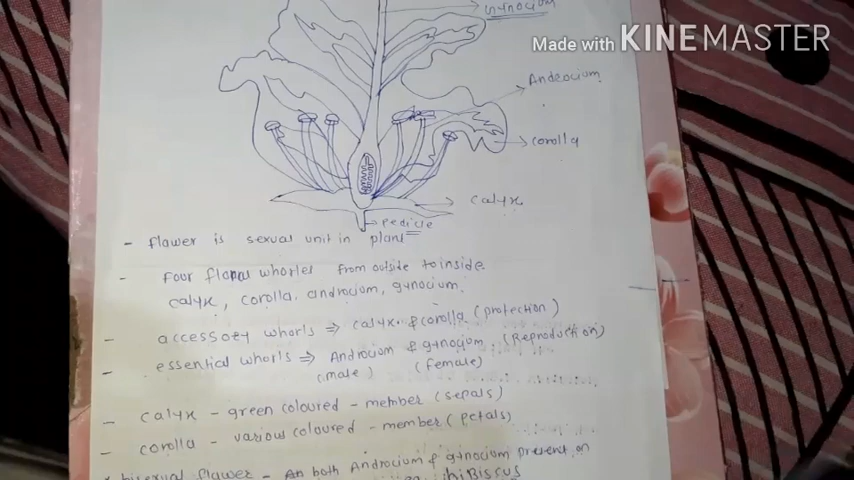 Gynocium
Made with KINEMASTER
Androcium
corolla
calyx
Pedicle
- flower is sexual unit in plant
- Four floral whorles from outside to inside
calyx, corolla, androcium, gynocium.
- accessory whorls ⇒ calyx & corolla (protection)
- essential whorls ⇒ Androcium & gynocium (Reproduction)
(male) (female)
- calyx - green coloured - member (sepals)
- corolla - various coloured - member (petals)
bisexual flower - both Androcium & gynocium present on
hibiscus